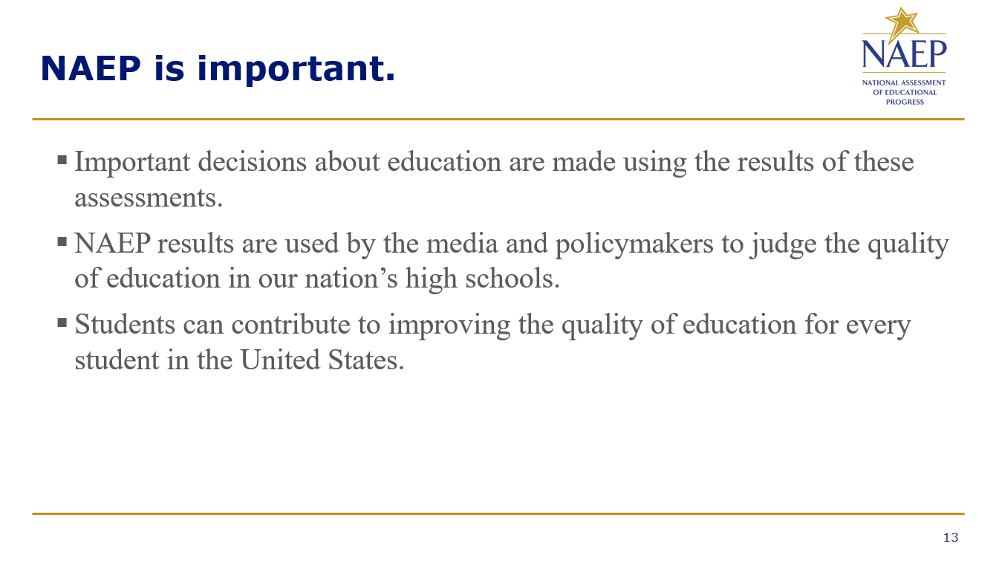 NAEP is important.
NAEP
NATIONAL ASSESSMENT
OF EDUCATIONAL
PROGRESS
▪ Important decisions about education are made using the results of these
assessments.
▪ NAEP results are used by the media and policymakers to judge the quality
of education in our nation’s high schools.
▪ Students can contribute to improving the quality of education for every
student in the United States.
13